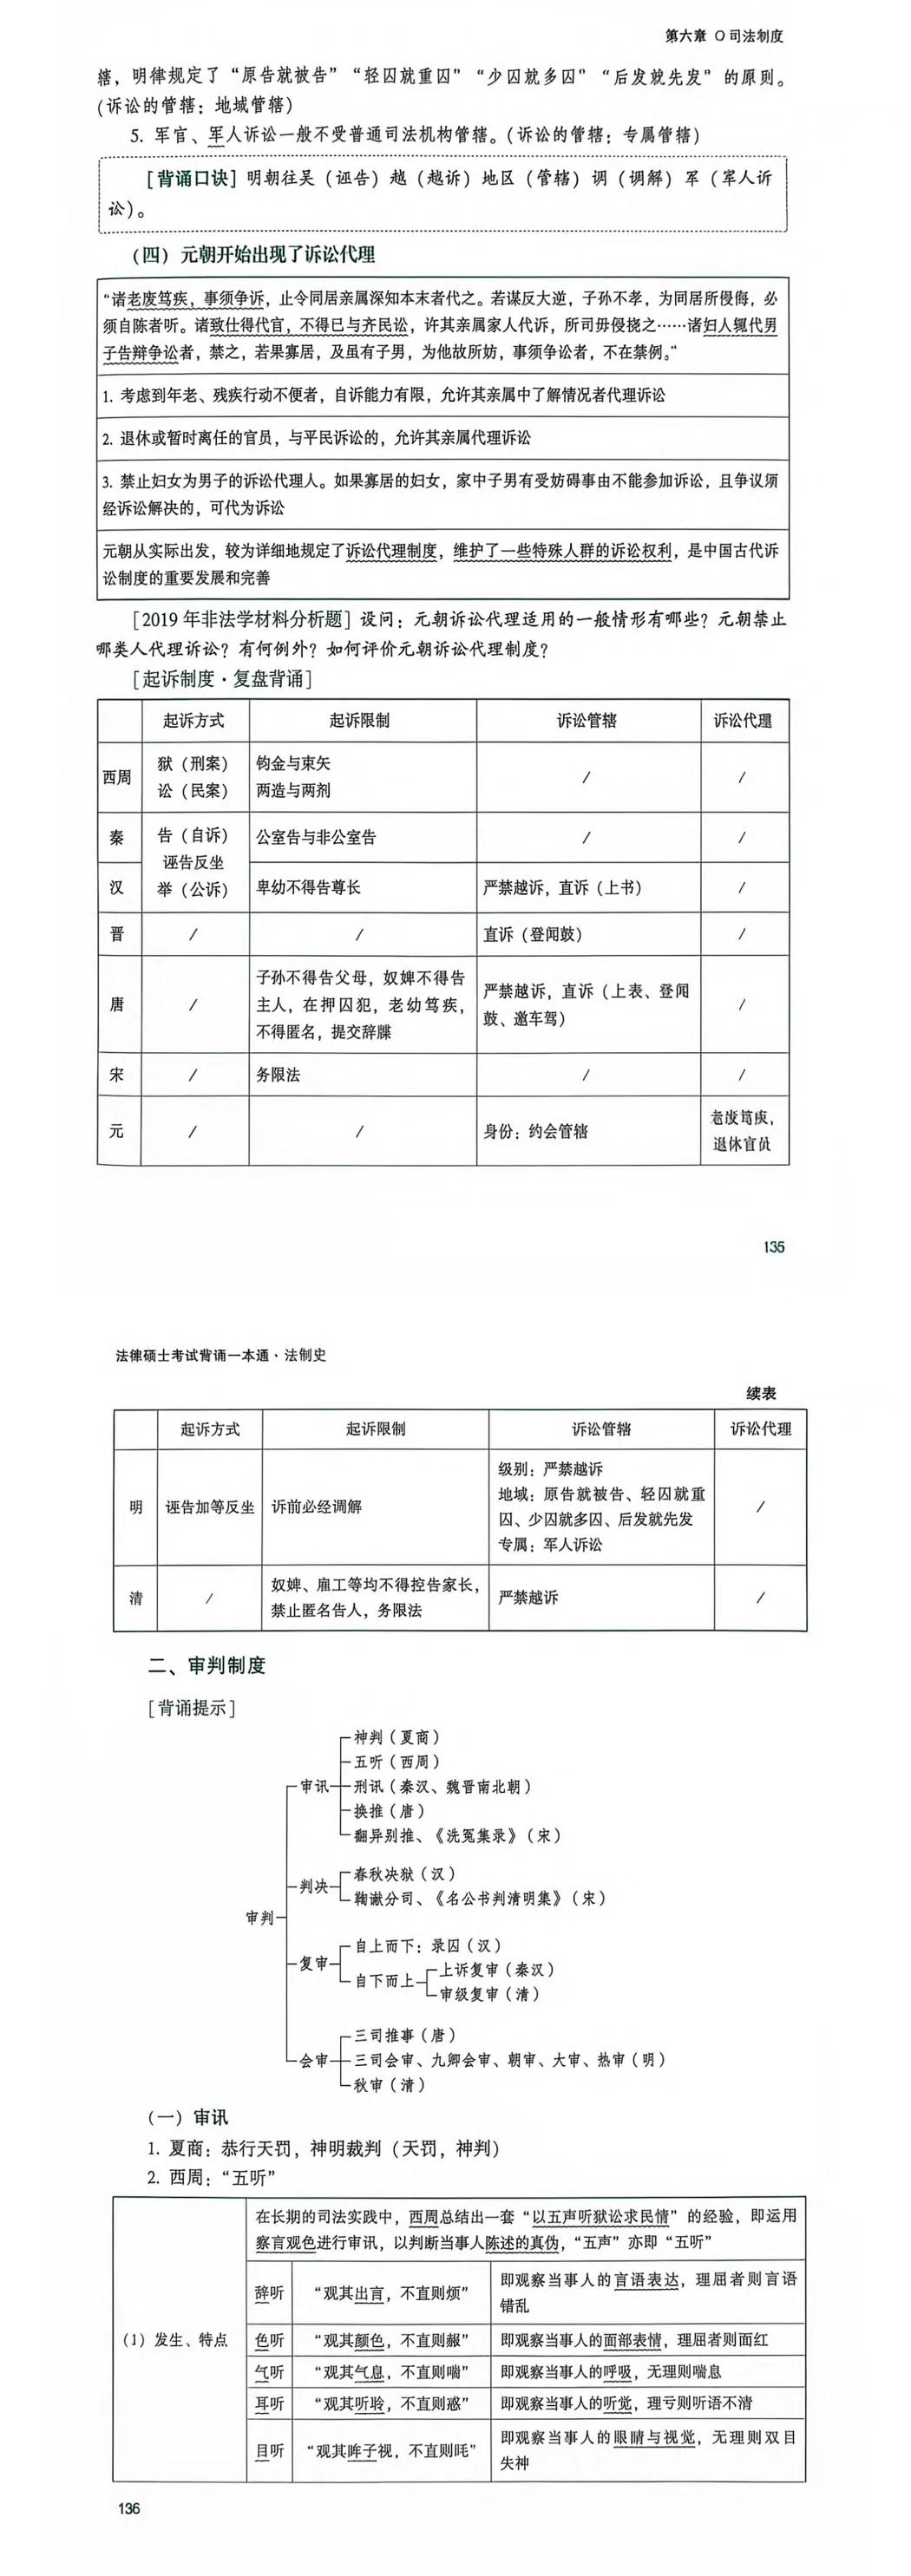 第六章 O 司法制度
辖，明律规定了“原告就被告”“轻囚就重囚”“少囚就多囚”“后发就先发”的原则。
(诉讼的管辖：地域管辖)
5. 军官、军人诉讼一般不受普通司法机构管辖。(诉讼的管辖：专属管辖)
[背诵口诀] 明朝往吴（诬告）越（越诉）地区（管辖）调（调解）军（军人诉
讼)。
（四）元朝开始出现了诉讼代理
“诸老废笃疾，事须争诉，止令同居亲属深知本末者代之。若谋反大逆，子孙不孝，为同居所侵侮，必
须自陈者听。诸致仕得代官，不得已与齐民讼，许其亲属家人代诉，所司毋侵挠之……诸妇人辄代男
子告辩争讼者，禁之，若果寡居，及虽有子男，为他故所妨，事须争讼者，不在禁例。”
1. 考虑到年老、残疾行动不便者，自诉能力有限，允许其亲属中了解情况者代理诉讼
2. 退休或暂时离任的官员，与平民诉讼的，允许其亲属代理诉讼
3. 禁止妇女为男子的诉讼代理人。如果寡居的妇女，家中子男有受妨碍事由不能参加诉讼，且争议须
经诉讼解决的，可代为诉讼
元朝从实际出发，较为详细地规定了诉讼代理制度，维护了一些特殊人群的诉讼权利，是中国古代诉
讼制度的重要发展和完善
[2019 年非法学材料分析题] 设问：元朝诉讼代理适用的一般情形有哪些？元朝禁止
哪类人代理诉讼？有何例外？如何评价元朝诉讼代理制度？
[起诉制度·复盘背诵]
起诉方式 起诉限制 诉讼管辖 诉讼代理
西周 狱（刑案） 钧金与束矢 / /
讼（民案） 两造与两剂
秦 告（自诉） 公室告与非公室告 / /
诬告反坐
汉 举（公诉） 卑幼不得告尊长 严禁越诉，直诉（上书） /
晋 / / 直诉（登闻鼓） /
唐 / 子孙不得告父母，奴婢不得告 严禁越诉，直诉（上表、登闻 /
主人，在押囚犯，老幼笃疾， 鼓、邀车驾）
不得匿名，提交辞牒
宋 / 务限法 / /
元 / / 身份：约会管辖 老废笃疾，
退休官员
135
法律硕士考试背诵一本通·法制史
续表
起诉方式 起诉限制 诉讼管辖 诉讼代理
明 诬告加等反坐 诉前必经调解 级别：严禁越诉 /
地域：原告就被告、轻囚就重
囚、少囚就多囚、后发就先发
专属：军人诉讼
清 / 奴婢、雇工等均不得控告家长， 严禁越诉 /
禁止匿名告人，务限法
二、审判制度
[背诵提示]
审判
审讯
神判（夏商）
五听（西周）
刑讯（秦汉、魏晋南北朝）
换推（唐）
翻异别推、《洗冤集录》（宋）
判决
春秋决狱（汉）
鞫谳分司、《名公书判清明集》（宋）
复审
自上而下：录囚（汉）
自下而上
上诉复审（秦汉）
审级复审（清）
会审
三司推事（唐）
三司会审、九卿会审、朝审、大审、热审（明）
秋审（清）
（一）审讯
1. 夏商：恭行天罚，神明裁判（天罚，神判）
2. 西周：“五听”
（1）发生、特点
在长期的司法实践中，西周总结出一套“以五声听狱讼求民情”的经验，即运用
察言观色进行审讯，以判断当事人陈述的真伪，“五声”亦即“五听”
辞听 “观其出言，不直则烦” 即观察当事人的言语表达，理屈者则言语
错乱
色听 “观其颜色，不直则赧” 即观察当事人的面部表情，理屈者则面红
气听 “观其气息，不直则喘” 即观察当事人的呼吸，无理则喘息
耳听 “观其听聆，不直则惑” 即观察当事人的听觉，理亏则听语不清
目听 “观其眸子视，不直则眊” 即观察当事人的眼睛与视觉，无理则双目
失神
136